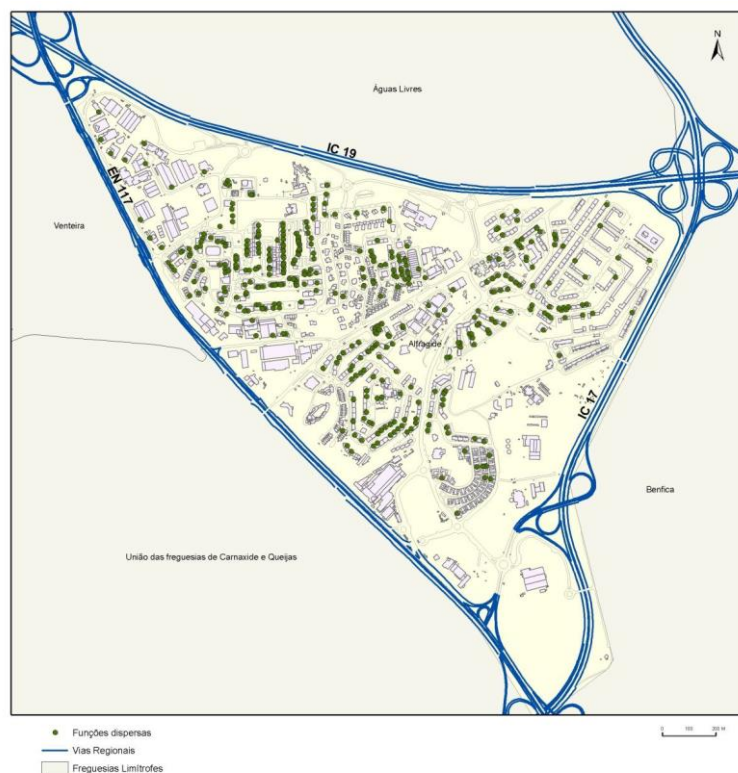 N
Águas Livres
IC 19
EN 117
Venteira
Alfragide
IC 17
Benfica
União das freguesias de Carnaxide e Queijas
Funções dispersas
Vias Regionais
Freguesias Limítrofes
0